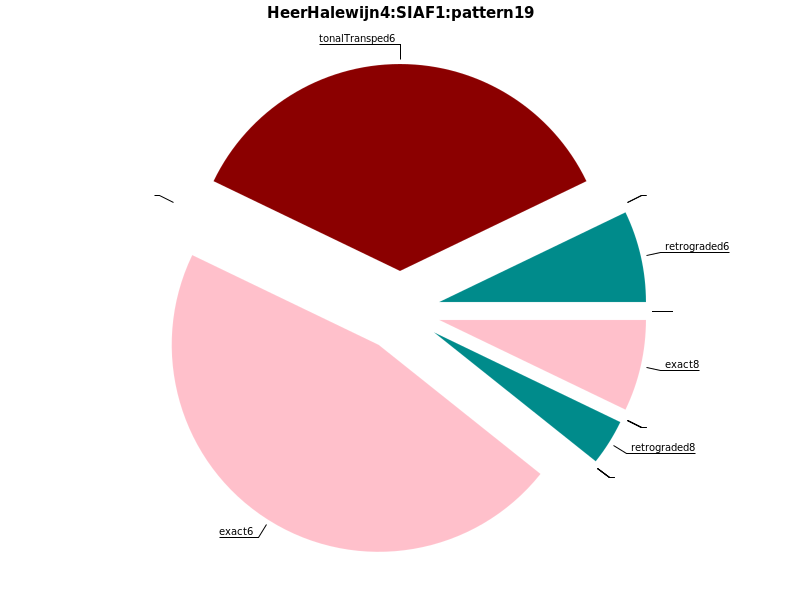 HeerHalewijn4:SIAF1:pattern19
tonalTransped6
retrograded6
exact8
retrograded8
exact6